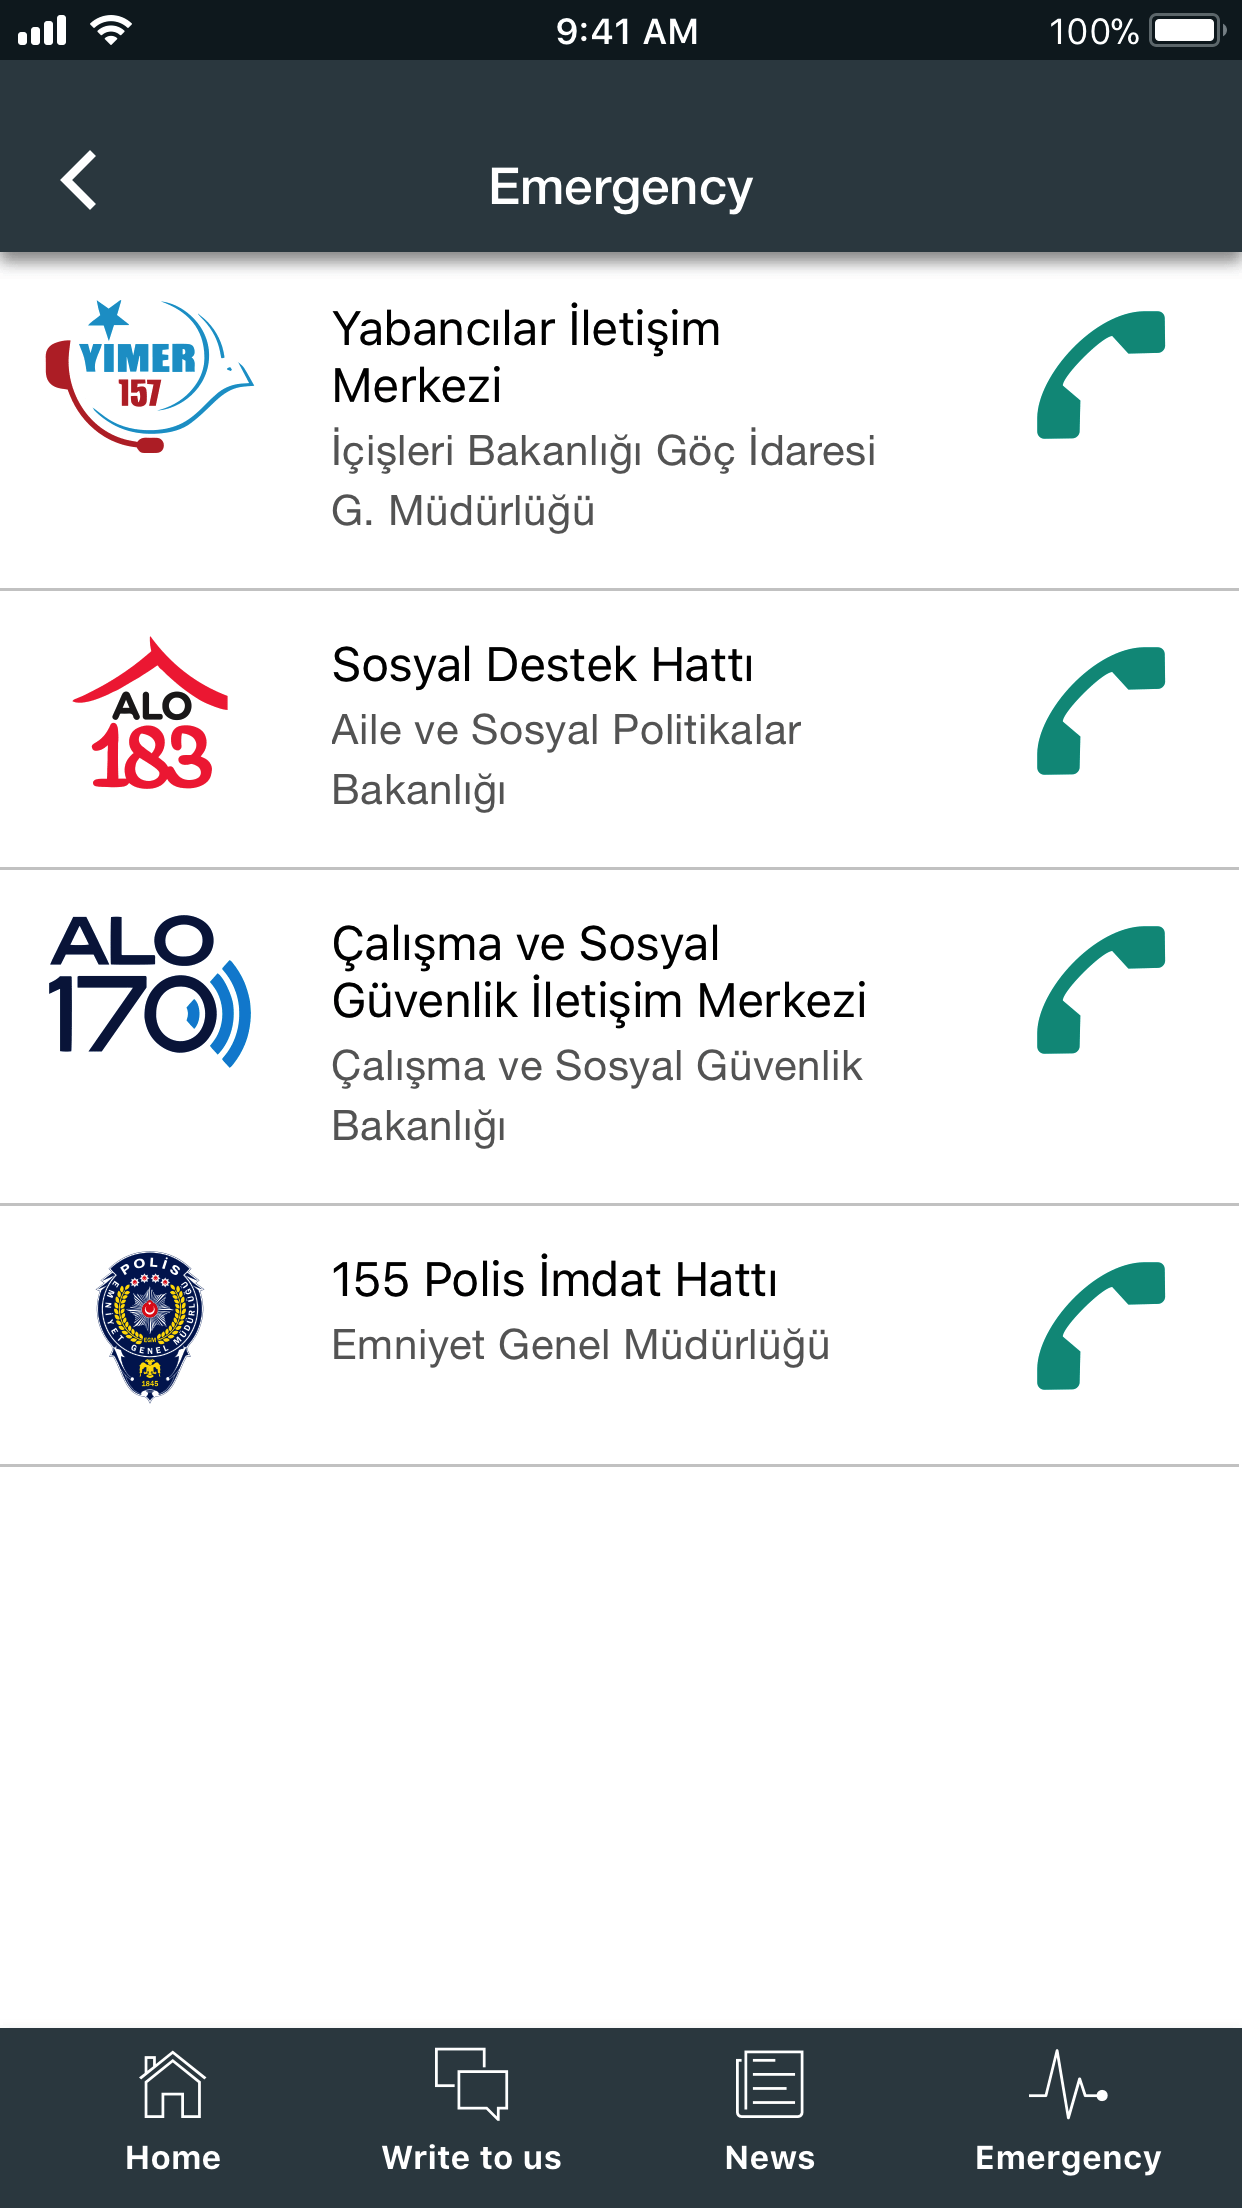 9:41 AM
100%
Emergency
YİMER
157
Yabancılar İletişim
Merkezi
İçişleri Bakanlığı Göç İdaresi
G. Müdürlüğü
ALO
183
Sosyal Destek Hattı
Aile ve Sosyal Politikalar
Bakanlığı
ALO
170
Çalışma ve Sosyal
Güvenlik İletişim Merkezi
Çalışma ve Sosyal Güvenlik
Bakanlığı
POLİS
EMNİYET GENEL MÜDÜRLÜĞÜ
EGM
1845
155 Polis İmdat Hattı
Emniyet Genel Müdürlüğü
Home
Write to us
News
Emergency